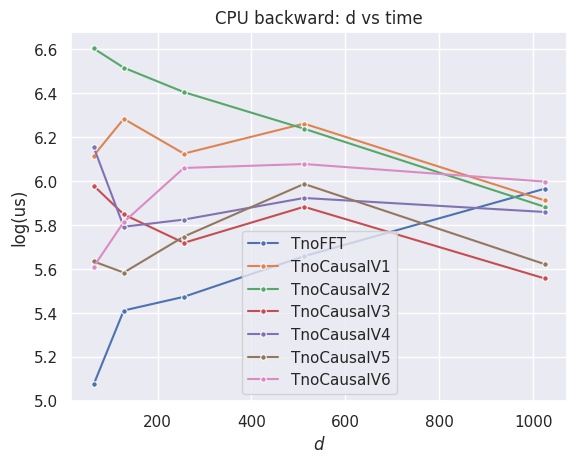 CPU backward: d vs time
log(us)
6.6
6.4
6.2
6.0
5.8
5.6
5.4
5.2
5.0
TnoFFT
TnoCausalV1
TnoCausalV2
TnoCausalV3
TnoCausalV4
TnoCausalV5
TnoCausalV6
200 400 600 800 1000
d